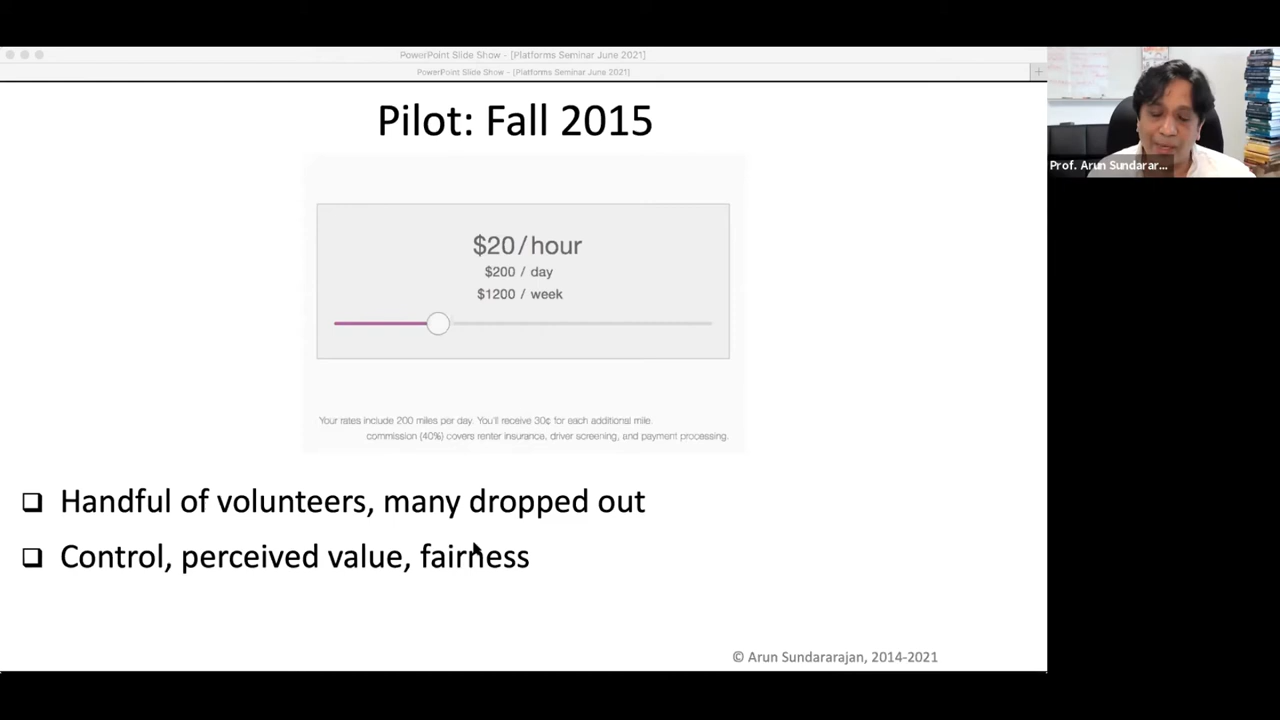 PowerPoint Slide Show - [Platforms Seminar June 2021]
PowerPoint Slide Show - [Platforms Seminar June 2021]
Pilot: Fall 2015
$20/hour
$200 / day
$1200 / week
Your rates include 200 miles per day. You'll receive 30¢ for each additional mile.
commission (40%) covers renter insurance, driver screening, and payment processing.
Handful of volunteers, many dropped out
Control, perceived value, fairness
© Arun Sundararajan, 2014-2021
Prof. Arun Sundarar...